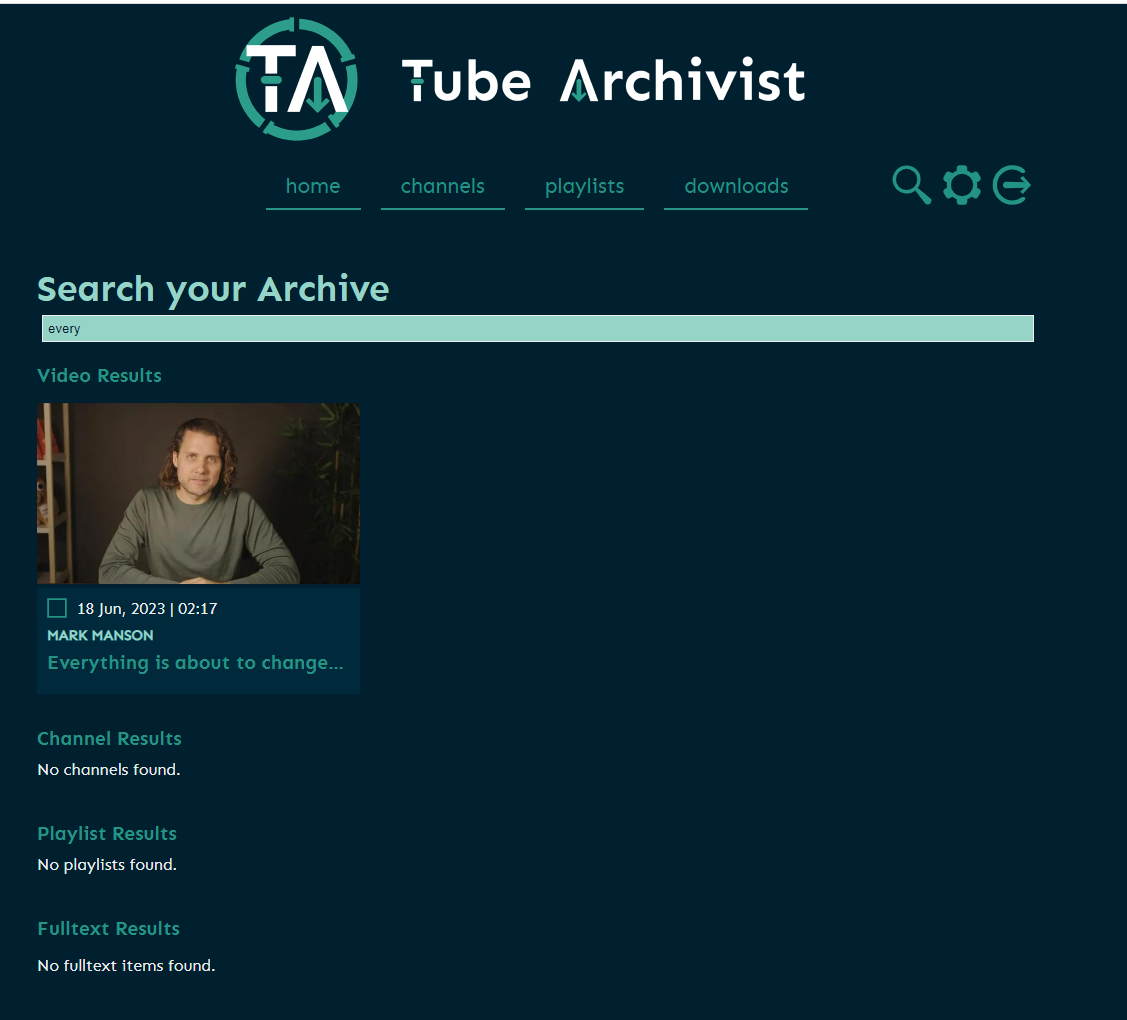 TA
Tube Archivist
home channels playlists downloads
Search your Archive
every
Video Results
18 Jun, 2023 | 02:17
MARK MANSON
Everything is about to change...
Channel Results
No channels found.
Playlist Results
No playlists found.
Fulltext Results
No fulltext items found.